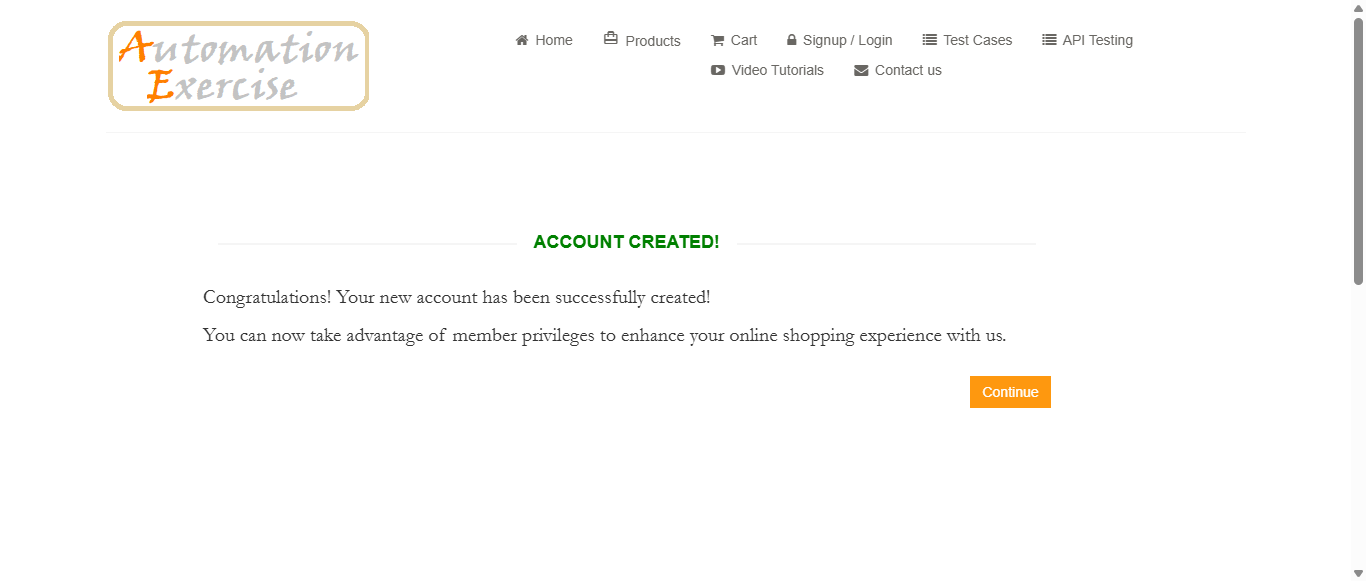 Automation
Exercise
Home Products Cart Signup / Login Test Cases API Testing
Video Tutorials Contact us
ACCOUNT CREATED!
Congratulations! Your new account has been successfully created!
You can now take advantage of member privileges to enhance your online shopping experience with us.
Continue